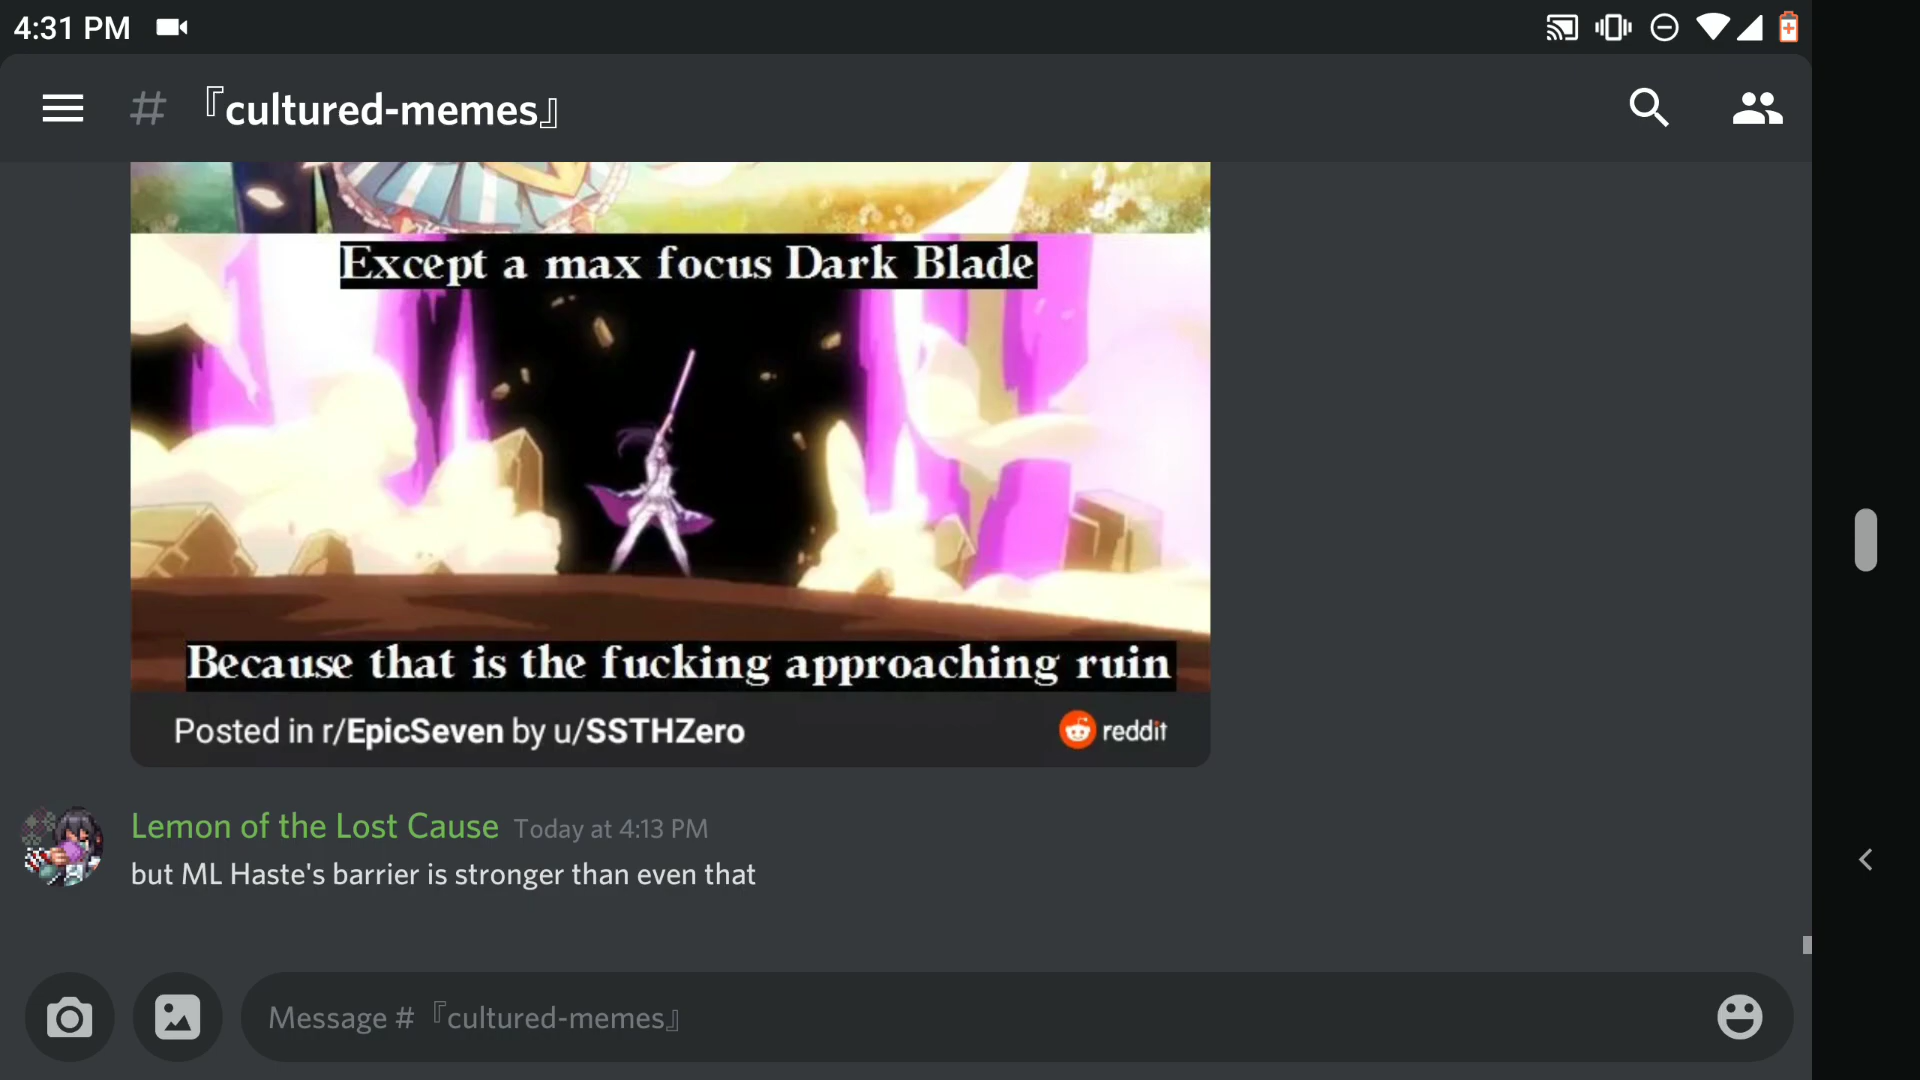 4:31 PM
# 『cultured-memes』
Except a max focus Dark Blade
Because that is the fucking approaching ruin
Posted in r/EpicSeven by u/SSTHZero reddit
Lemon of the Lost Cause Today at 4:13 PM
but ML Haste's barrier is stronger than even that
Message # 『cultured-memes』